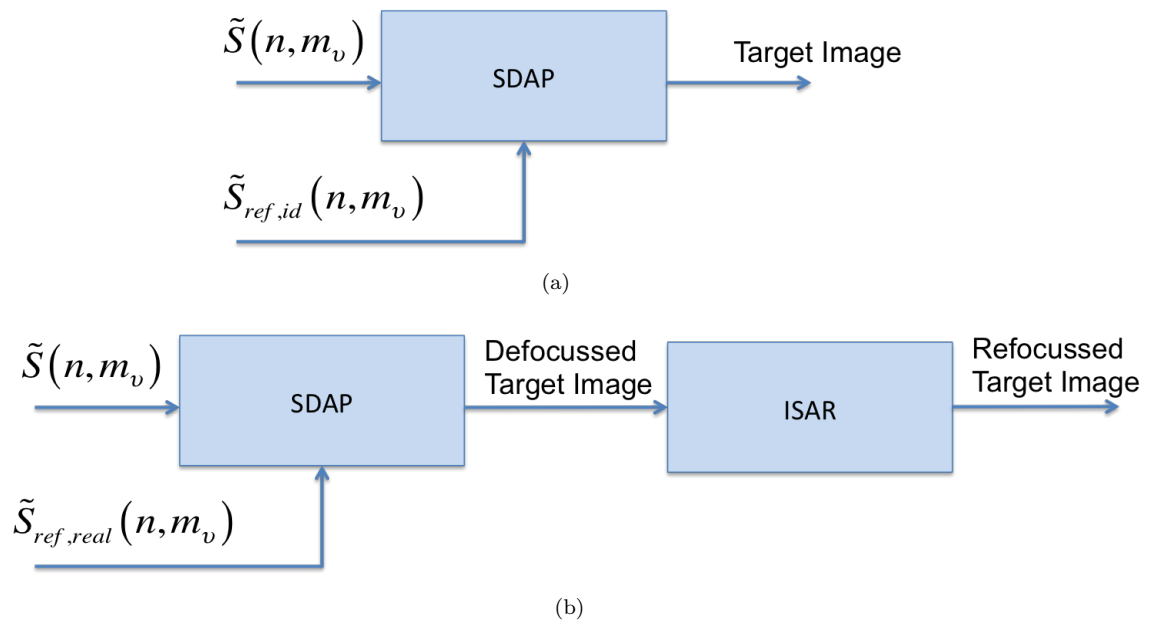 S̃(n,m_υ)
SDAP
Target Image
S̃_ref,id(n,m_υ)
(a)
S̃(n,m_υ)
SDAP
Defocussed
Target Image
ISAR
Refocussed
Target Image
S̃_ref,real(n,m_υ)
(b)